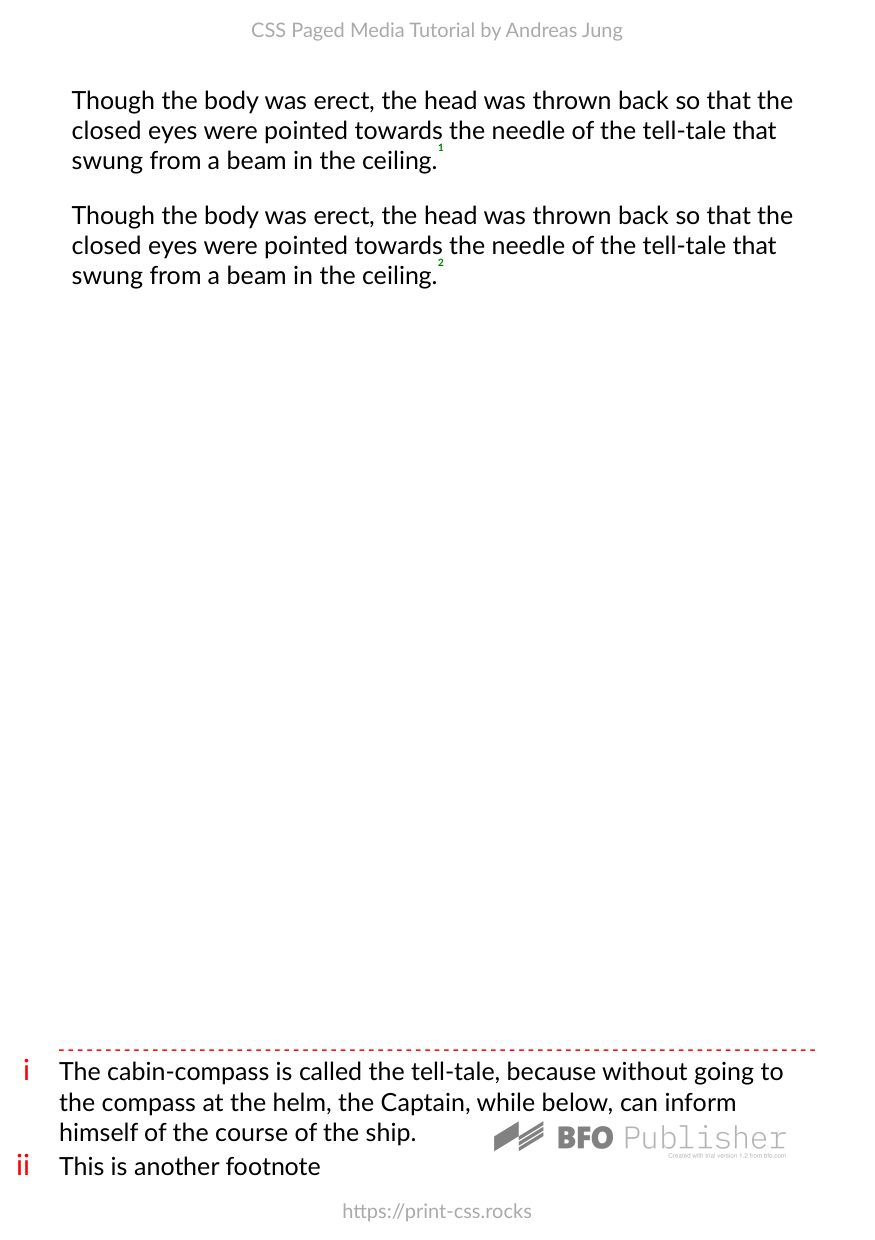 CSS Paged Media Tutorial by Andreas Jung
Though the body was erect, the head was thrown back so that the
closed eyes were pointed towards the needle of the tell-tale that
swung from a beam in the ceiling.1
Though the body was erect, the head was thrown back so that the
closed eyes were pointed towards the needle of the tell-tale that
swung from a beam in the ceiling.2
i The cabin-compass is called the tell-tale, because without going to
the compass at the helm, the Captain, while below, can inform
himself of the course of the ship.
BFO Publisher
Created with trial version 1.2 from bfo.com
ii This is another footnote
https://print-css.rocks